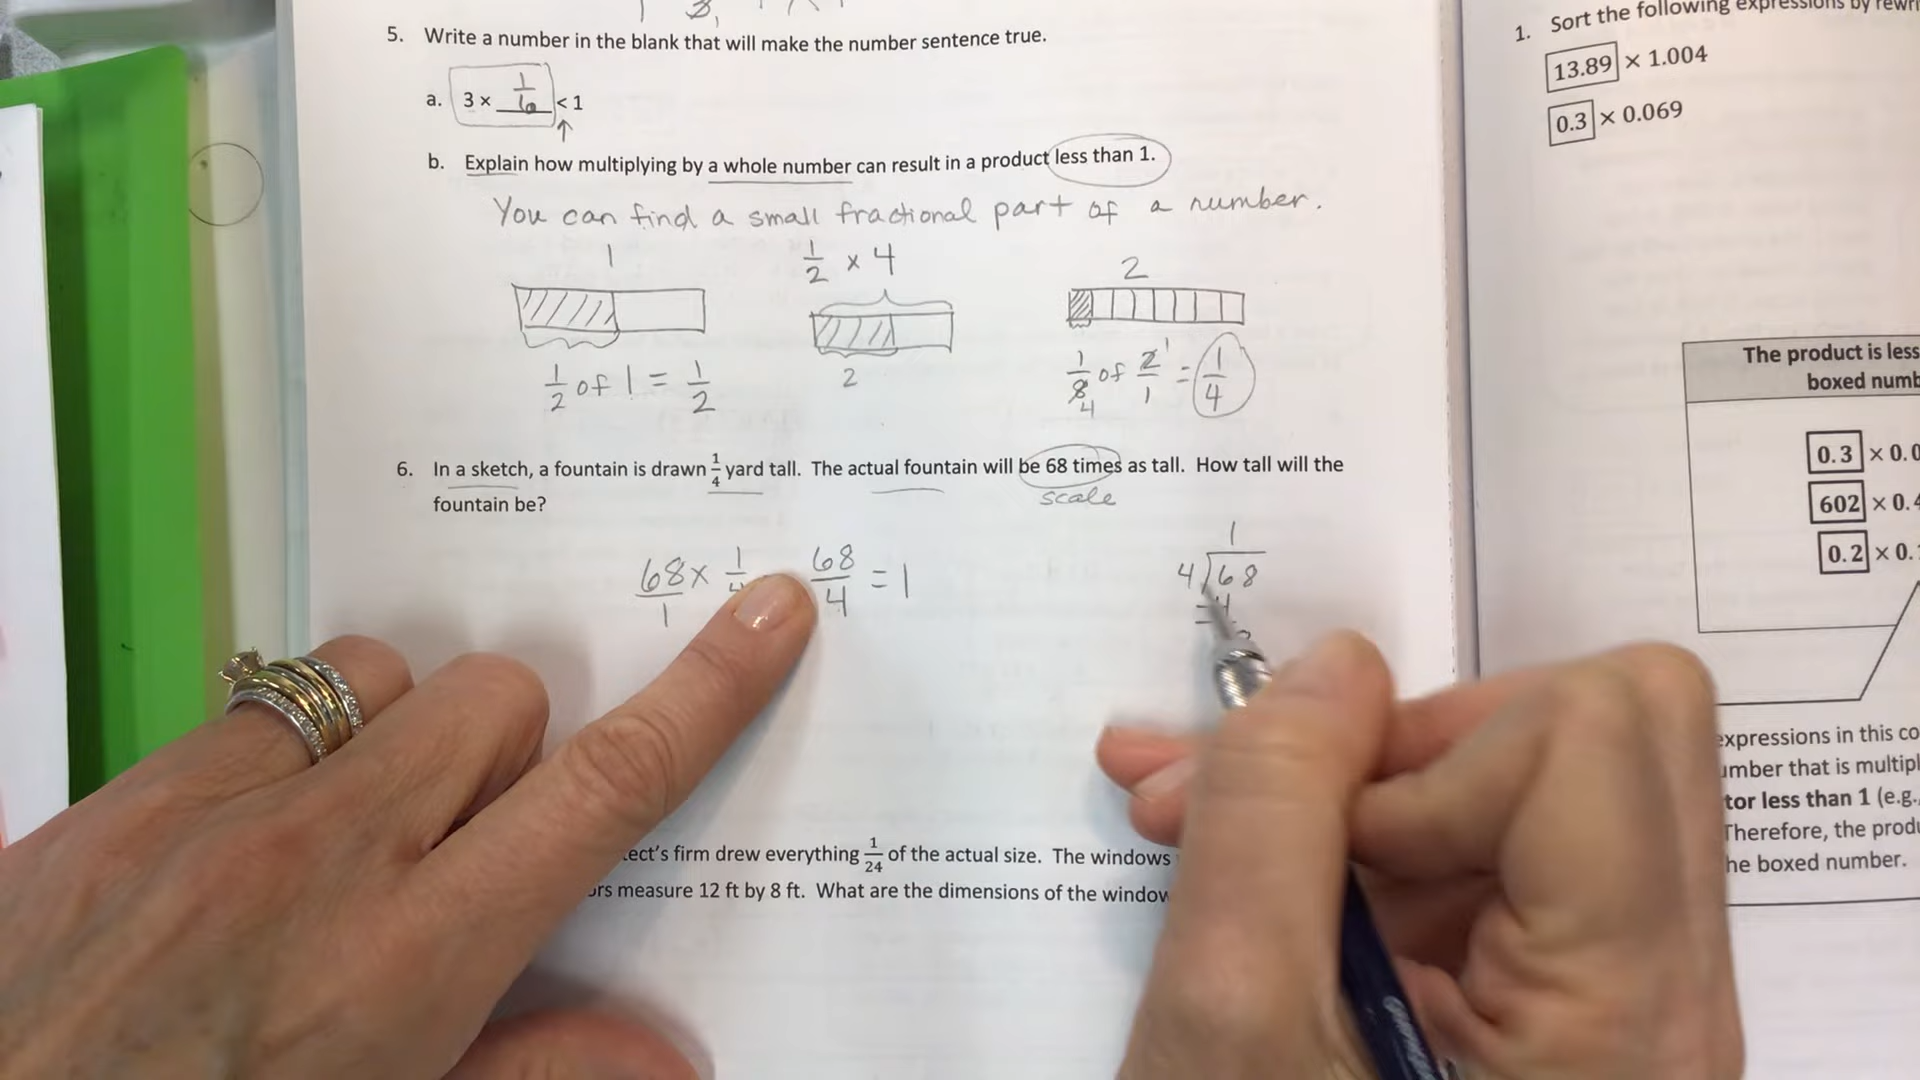 5. Write a number in the blank that will make the number sentence true.
a. 3 × 1/6 < 1
b. Explain how multiplying by a whole number can result in a product less than 1.
You can find a small fractional part of a number.
1
1/2 x 4
2
2
1/2 of 1 = 1/2
1/8 4 of 2/1 1 = 1/4
6. In a sketch, a fountain is drawn 1/4 yard tall. The actual fountain will be 68 times as tall. How tall will the
scale
fountain be?
68/1 x 1/4 68/4 = 1
1
4)68
-4
ect's firm drew everything 1/24 of the actual size. The windows
ors measure 12 ft by 8 ft. What are the dimensions of the window
1. Sort the following expressions by
13.89 × 1.004
0.3 × 0.069
The product is less
boxed numb
0.3 × 0.0
602 × 0.4
0.2 × 0.
expressions in this co
umber that is multipl
tor less than 1 (e.g.,
Therefore, the produ
he boxed number.